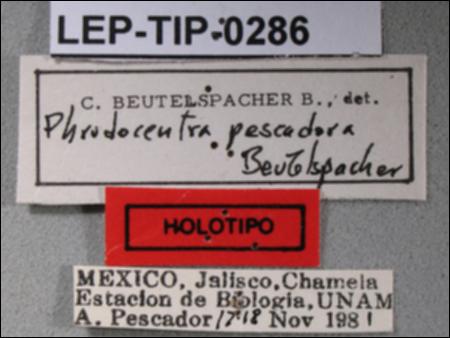 LEP-TIP-0286
C. BEUTELSPACHER B., det.
Phrudocentra pescadora
Beutelspacher
HOLOTIPO
MEXICO, Jalisco, Chamela
Estacion de Biologia, UNAM
A. Pescador 17-18 Nov 1981